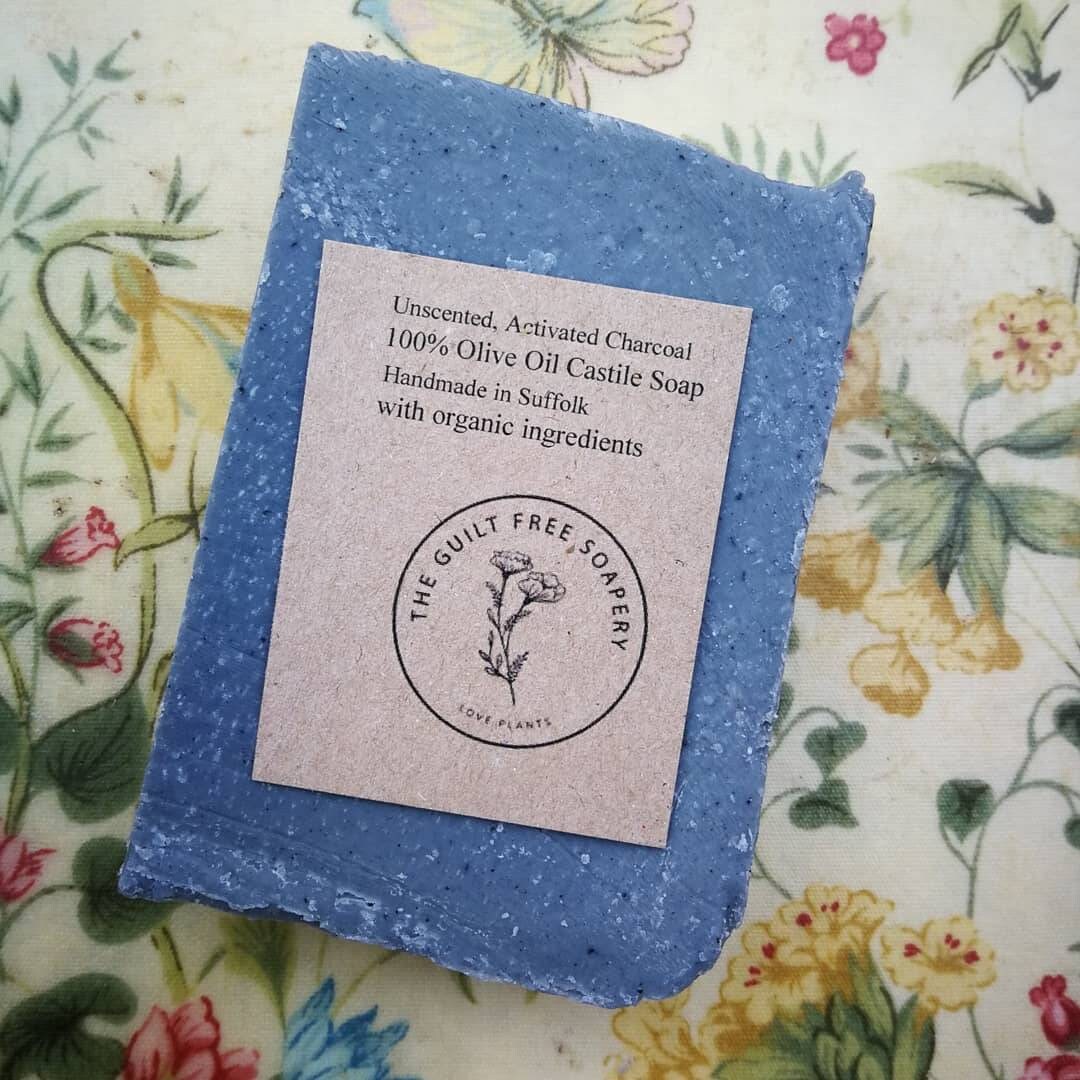 Unscented, Activated Charcoal
100% Olive Oil Castile Soap
Handmade in Suffolk
with organic ingredients
THE GUILT FREE SOAPERY
LOVE PLANTS